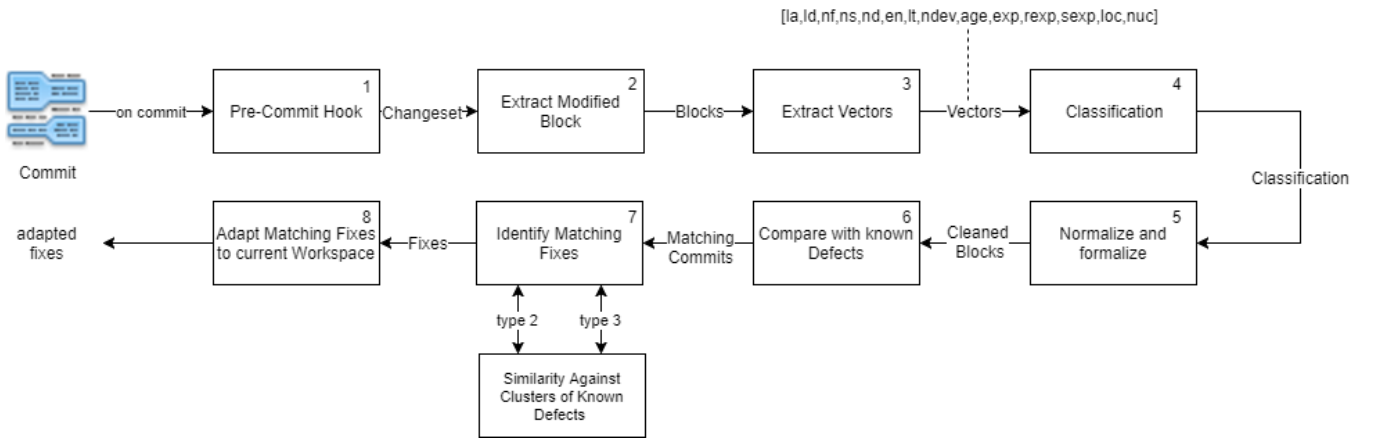 [la,ld,nf,ns,nd,en,lt,ndev,age,exp,rexp,sexp,loc,nuc]
Commit
on commit
1
Pre-Commit Hook
Changeset
2
Extract Modified
Block
Blocks
3
Extract Vectors
Vectors
4
Classification
Classification
5
Normalize and
formalize
Cleaned
Blocks
6
Compare with known
Defects
Matching
Commits
7
Identify Matching
Fixes
type 2
type 3
Similarity Against
Clusters of Known
Defects
Fixes
8
Adapt Matching Fixes
to current Workspace
adapted
fixes